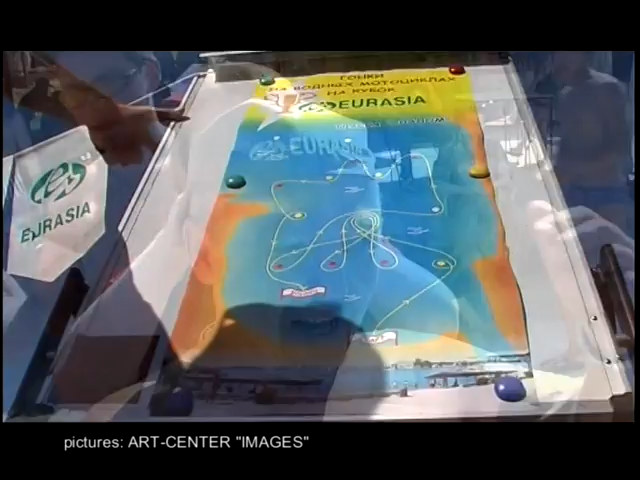 ГОНКИ
НА ВОДНЫХ МОТОЦИКЛАХ
НА КУБОК
EURASIA
EURASIA
EURASIA
pictures: ART-CENTER "IMAGES"